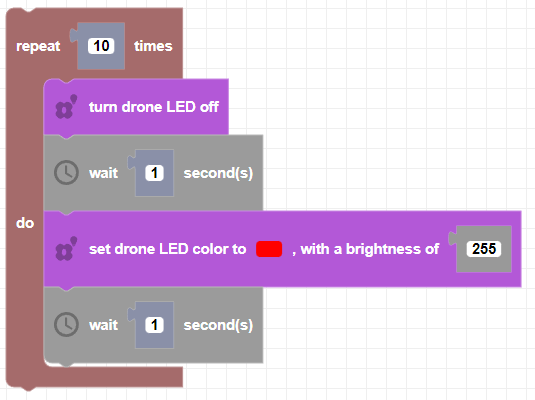 repeat 10 times
turn drone LED off
wait 1 second(s)
do
set drone LED color to , with a brightness of 255
wait 1 second(s)